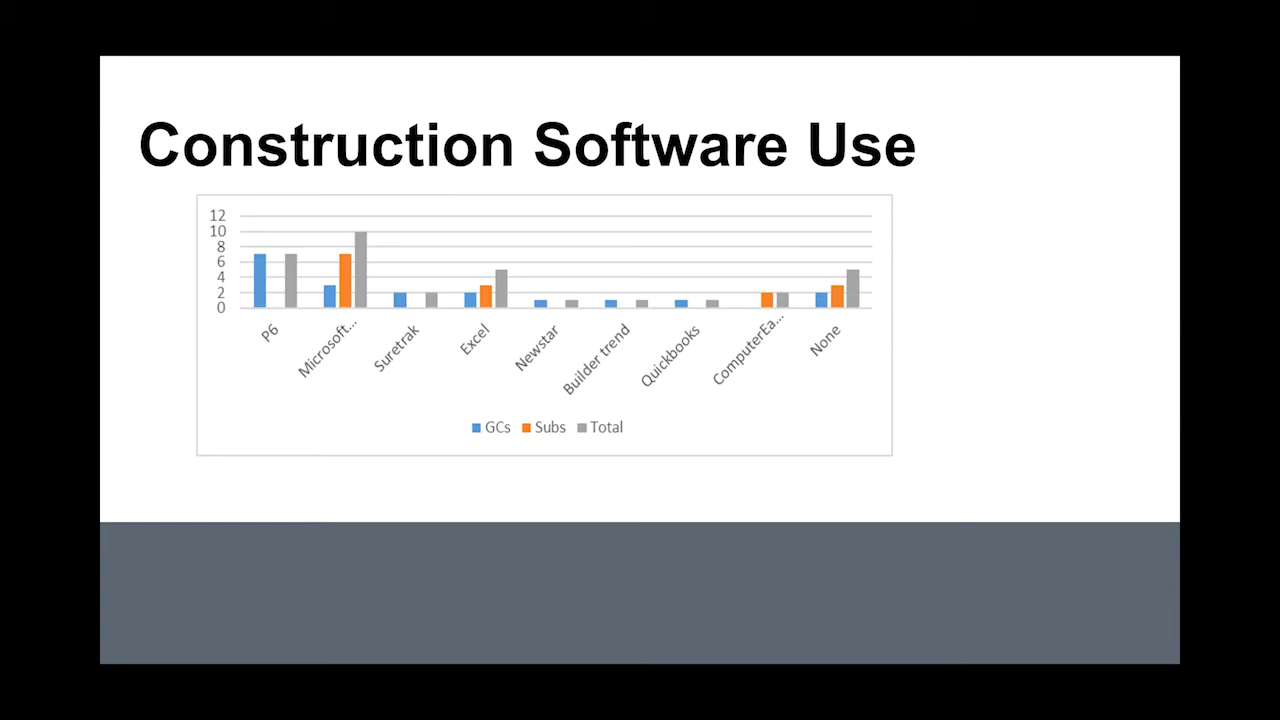 Construction Software Use
12
10
8
6
4
2
0
P6
Microsoft...
Suretrak
Excel
Newstar
Builder trend
Quickbooks
ComputerEa...
None
GCs Subs Total